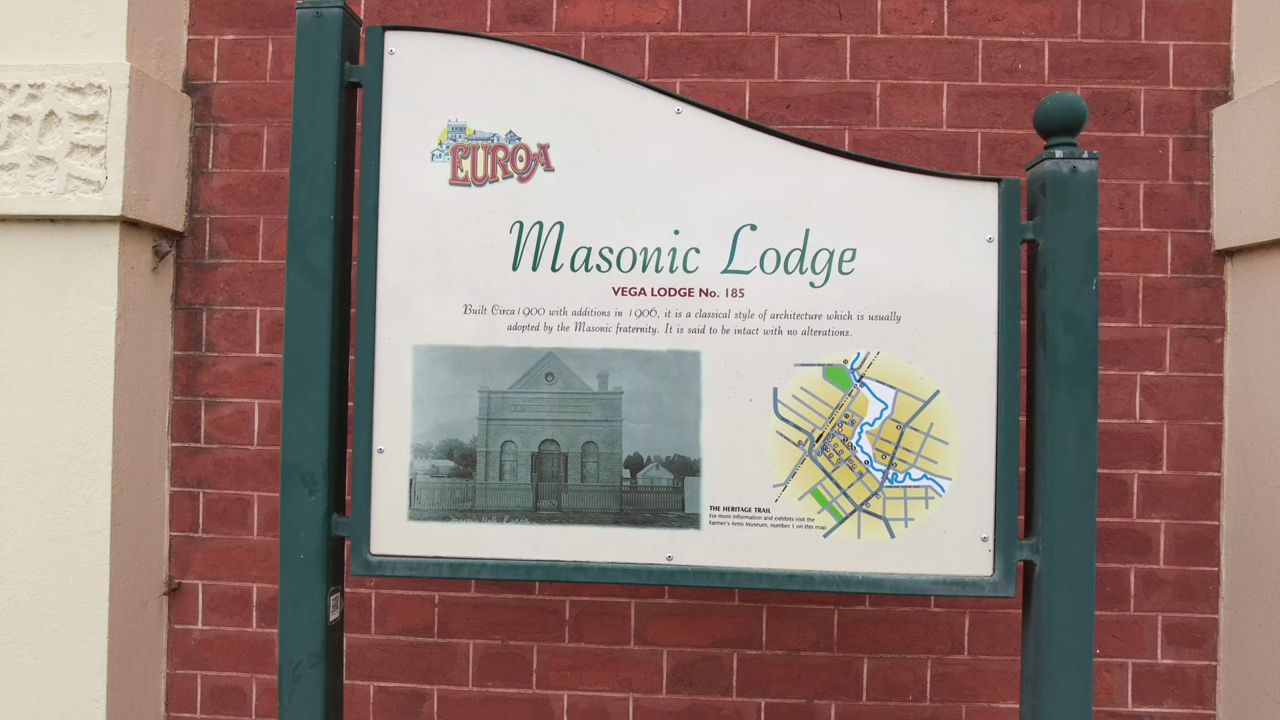 EUROA
Masonic Lodge
VEGA LODGE No. 185
Built Circa 1900 with additions in 1906, it is a classical style of architecture which is usually
adopted by the Masonic fraternity. It is said to be intact with no alterations.
THE HERITAGE TRAIL
For more information and exhibits visit the
Farmer's Arms Museum, number 1 on this map.